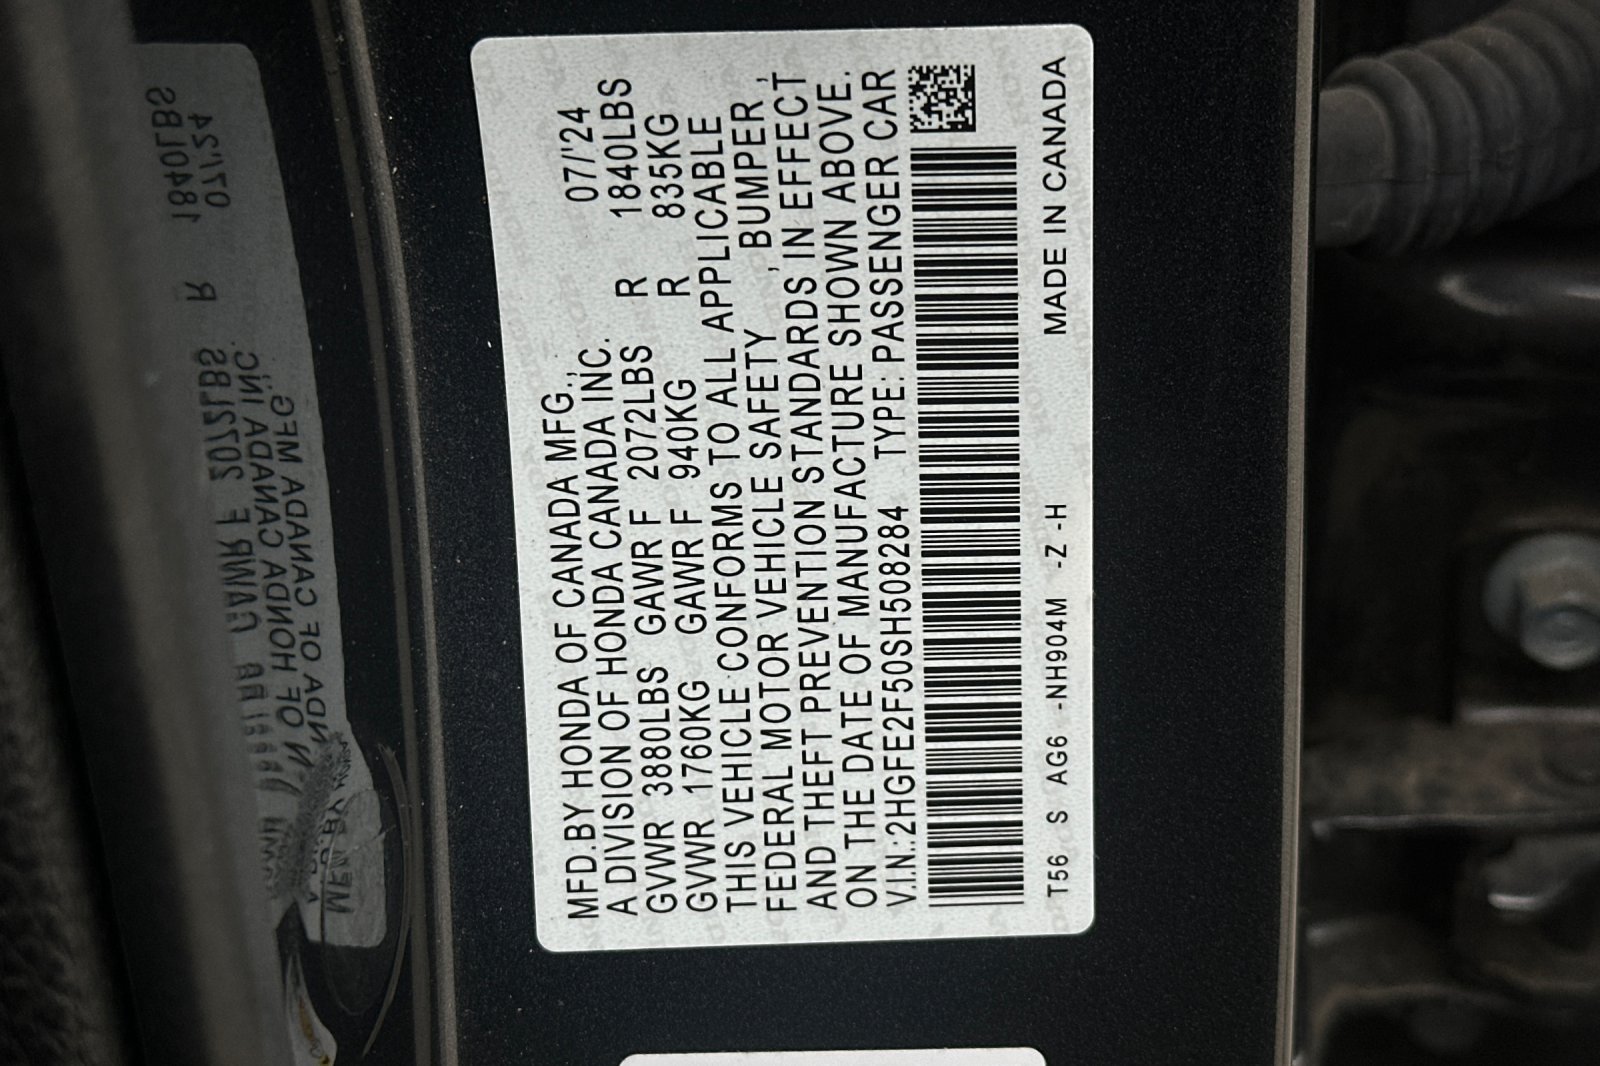 MFD.BY HONDA OF CANADA MFG., 07/'24
A DIVISION OF HONDA CANADA INC.
GVWR 3880LBS GAWR F 2072LBS R 1840LBS
GVWR 1760KG GAWR F 940KG R 835KG
THIS VEHICLE CONFORMS TO ALL APPLICABLE
FEDERAL MOTOR VEHICLE SAFETY, BUMPER,
AND THEFT PREVENTION STANDARDS IN EFFECT
ON THE DATE OF MANUFACTURE SHOWN ABOVE.
V.I.N.:2HGFE2F50SH508284 TYPE: PASSENGER CAR
T56 S AG6 -NH904M -Z -H MADE IN CANADA